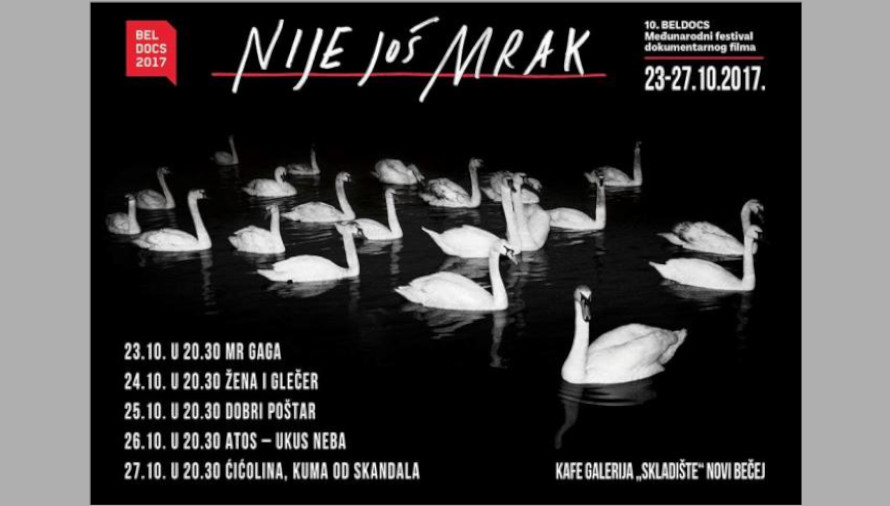 BEL
DOCS
2017
NIJE JOŠ MRAK
10. BELDOCS
Međunarodni festival
dokumentarnog filma
23-27.10.2017.
23.10. U 20.30 MR GAGA
24.10. U 20.30 ŽENA I GLEČER
25.10. U 20.30 DOBRI POŠTAR
26.10. U 20.30 ATOS – UKUS NEBA
27.10. U 20.30 ĆIĆOLINA, KUMA OD SKANDALA
KAFE GALERIJA „SKLADIŠTE“ NOVI BEČEJ